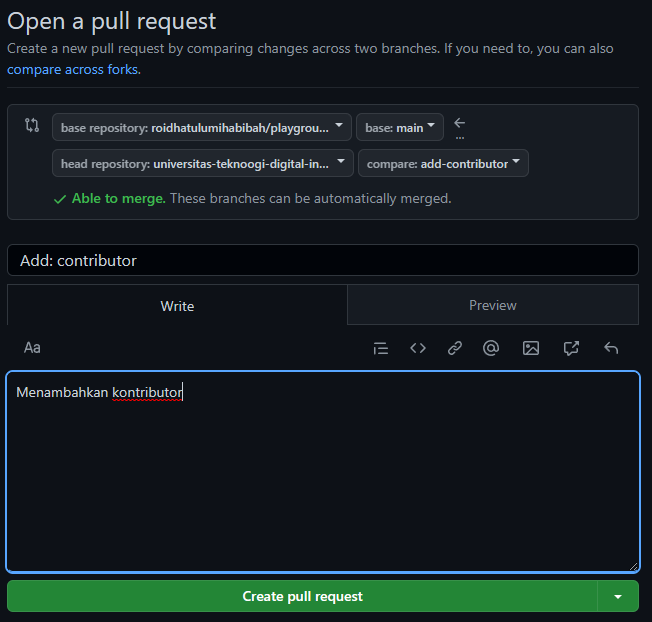 Open a pull request
Create a new pull request by comparing changes across two branches. If you need to, you can also
compare across forks.
base repository: roidhatulumihabibah/playgrou... base: main
...
head repository: universitas-teknoogi-digital-in... compare: add-contributor
Able to merge. These branches can be automatically merged.
Add: contributor
Write Preview
Aa
Menambahkan kontributor
Create pull request